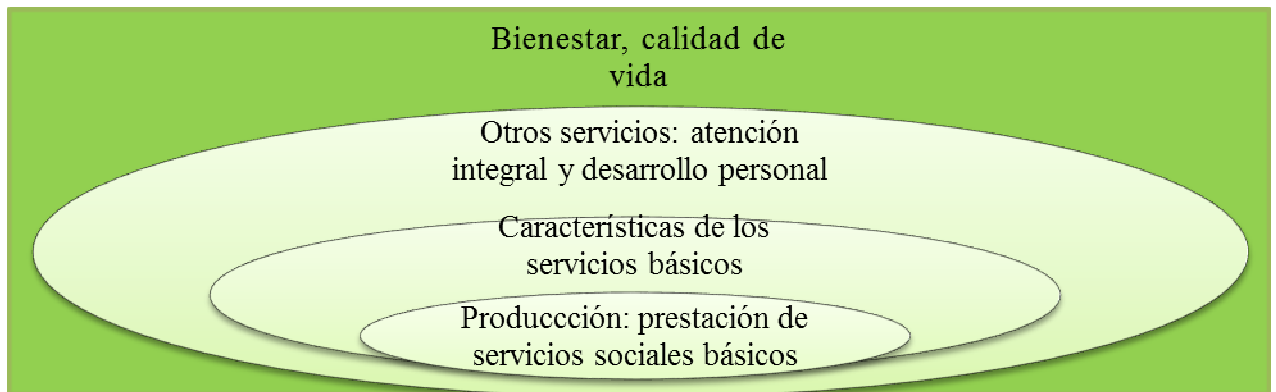 Bienestar, calidad de
vida
Otros servicios: atención
integral y desarrollo personal
Características de los
servicios básicos
Produccción: prestación de
servicios sociales básicos